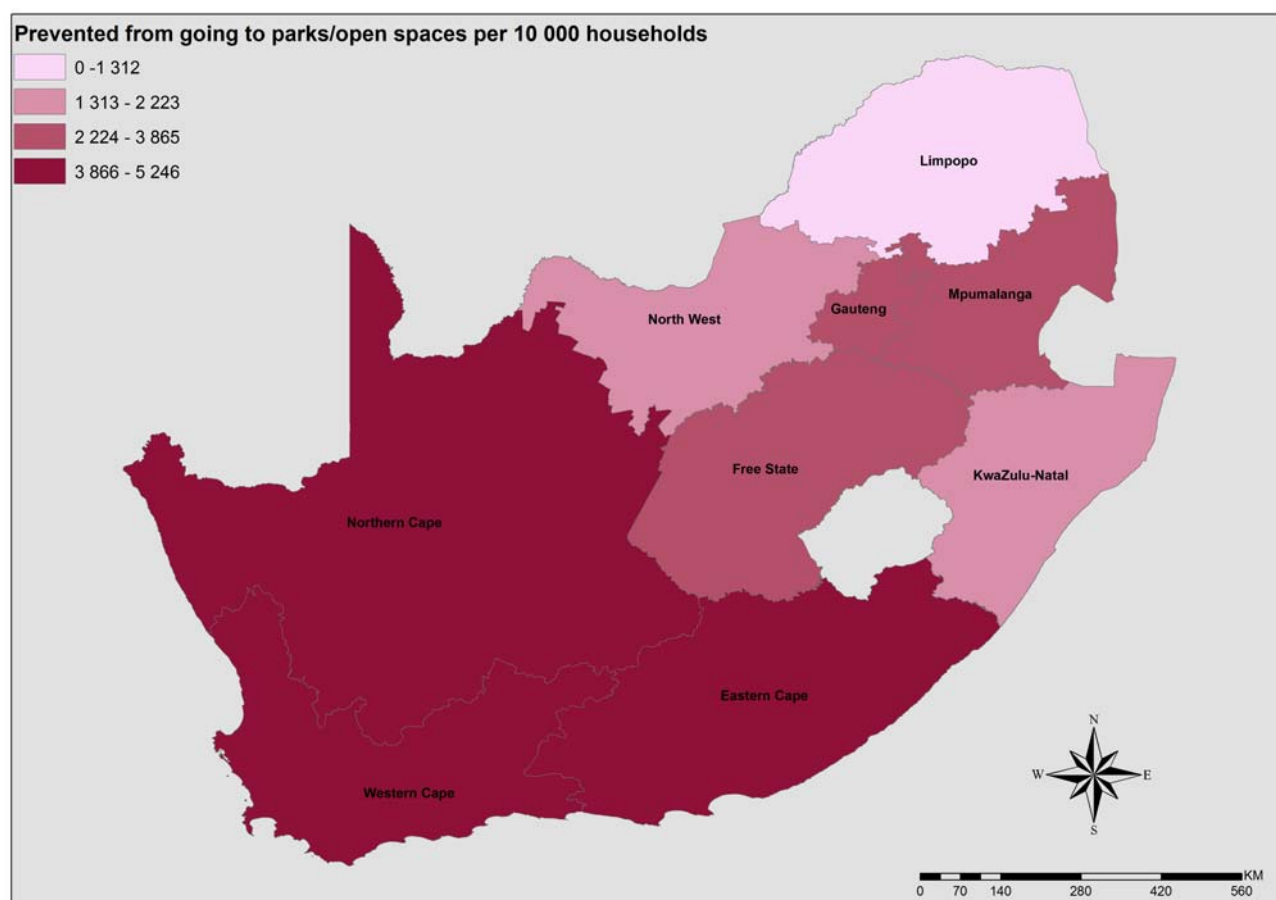 Prevented from going to parks/open spaces per 10 000 households
0 -1 312
1 313 - 2 223
2 224 - 3 865
3 866 - 5 246
Limpopo
Mpumalanga
Gauteng
North West
Free State
KwaZulu-Natal
Northern Cape
Eastern Cape
Western Cape
N
W E
S
KM
0 70 140 280 420 560